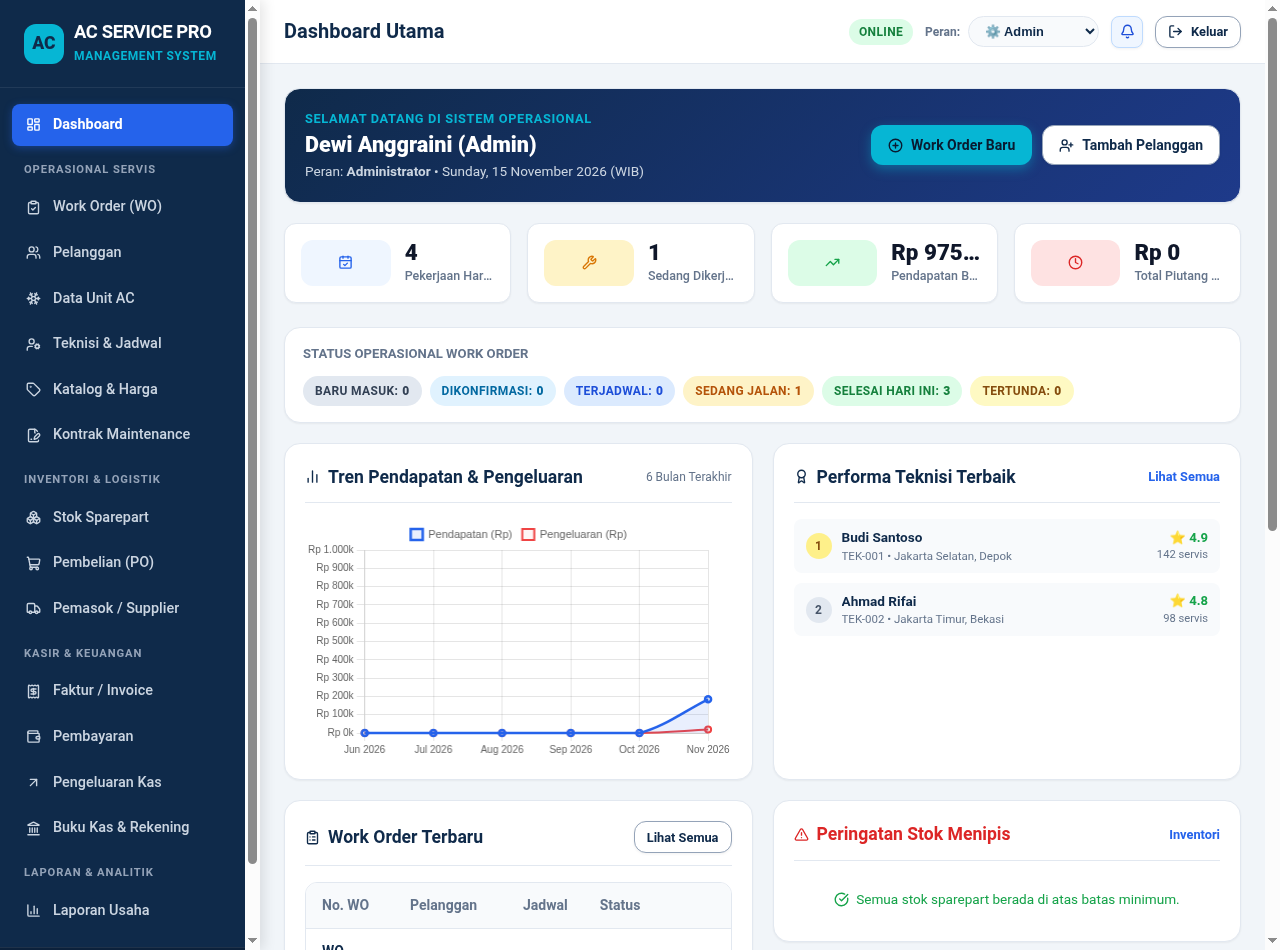 AC
AC SERVICE PRO
MANAGEMENT SYSTEM
Dashboard
OPERASIONAL SERVIS
Work Order (WO)
Pelanggan
Data Unit AC
Teknisi & Jadwal
Katalog & Harga
Kontrak Maintenance
INVENTORI & LOGISTIK
Stok Sparepart
Pembelian (PO)
Pemasok / Supplier
KASIR & KEUANGAN
Faktur / Invoice
Pembayaran
Pengeluaran Kas
Buku Kas & Rekening
LAPORAN & ANALITIK
Laporan Usaha
Dashboard Utama
ONLINE
Peran:
⚙️ Admin
Keluar
SELAMAT DATANG DI SISTEM OPERASIONAL
Dewi Anggraini (Admin)
Peran: Administrator • Sunday, 15 November 2026 (WIB)
Work Order Baru
Tambah Pelanggan
4
Pekerjaan Har...
1
Sedang Dikerj...
Rp 975...
Pendapatan B...
Rp 0
Total Piutang ...
STATUS OPERASIONAL WORK ORDER
BARU MASUK: 0
DIKONFIRMASI: 0
TERJADWAL: 0
SEDANG JALAN: 1
SELESAI HARI INI: 3
TERTUNDA: 0
Tren Pendapatan & Pengeluaran
6 Bulan Terakhir
Pendapatan (Rp)
Pengeluaran (Rp)
Rp 1.000k
Rp 900k
Rp 800k
Rp 700k
Rp 600k
Rp 500k
Rp 400k
Rp 300k
Rp 200k
Rp 100k
Rp 0k
Jun 2026
Jul 2026
Aug 2026
Sep 2026
Oct 2026
Nov 2026
Performa Teknisi Terbaik
Lihat Semua
1
Budi Santoso
TEK-001 • Jakarta Selatan, Depok
⭐ 4.9
142 servis
2
Ahmad Rifai
TEK-002 • Jakarta Timur, Bekasi
⭐ 4.8
98 servis
Work Order Terbaru
Lihat Semua
No. WO
Pelanggan
Jadwal
Status
WO
Peringatan Stok Menipis
Inventori
Semua stok sparepart berada di atas batas minimum.